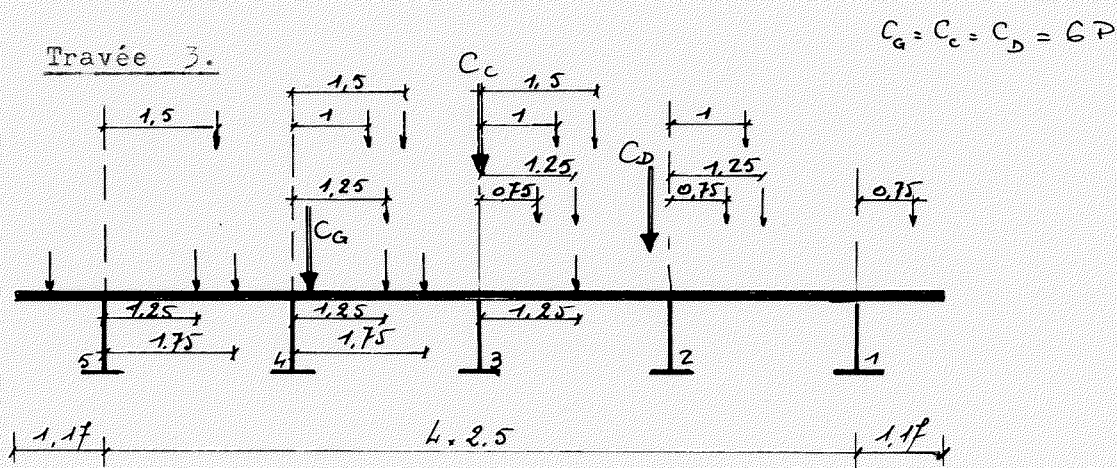 C_G = C_C = C_D = 6 P
Travée 3.
C_C
1,5 1,5
1,5 1 1 1
C_D
1.25 1,25
1,25 0,75 0,75 0,75
C_G
1,25 1,25 1,25
1.75 1,75
5 4 3 2 1
1,17 4 . 2.5 1,17